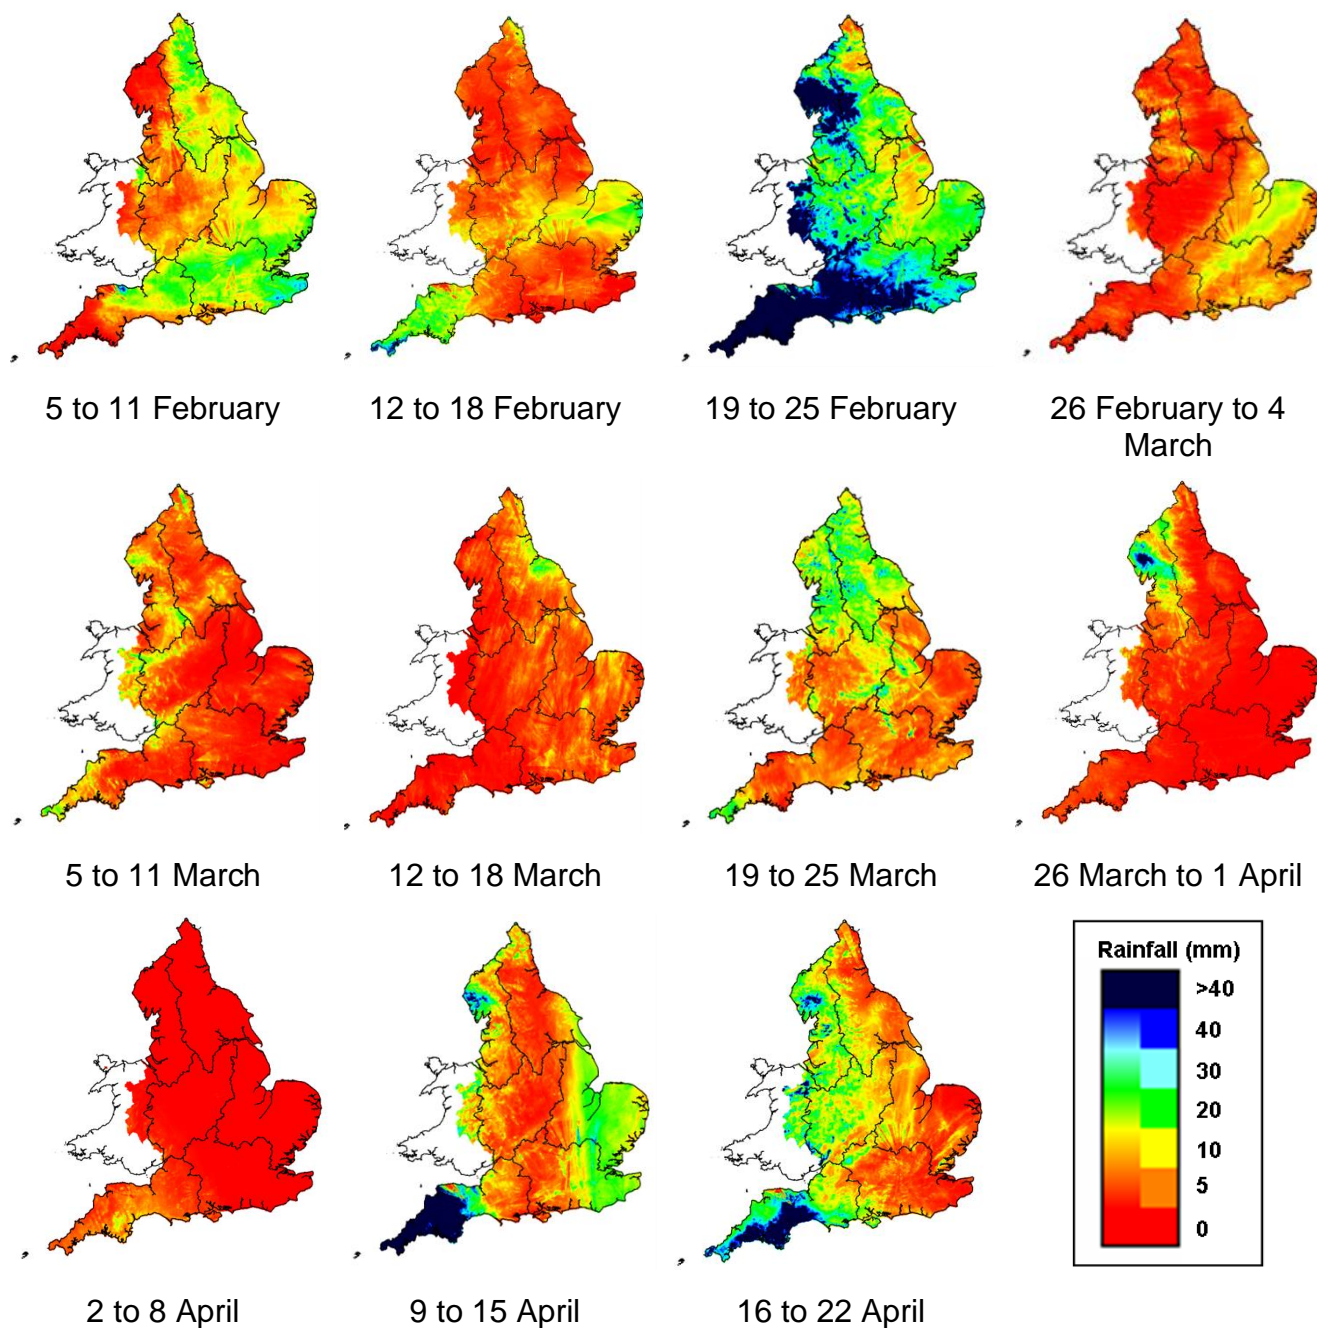 5 to 11 February
12 to 18 February
19 to 25 February
26 February to 4
March
5 to 11 March
12 to 18 March
19 to 25 March
26 March to 1 April
2 to 8 April
9 to 15 April
16 to 22 April
Rainfall (mm)
>40
40
30
20
10
5
0